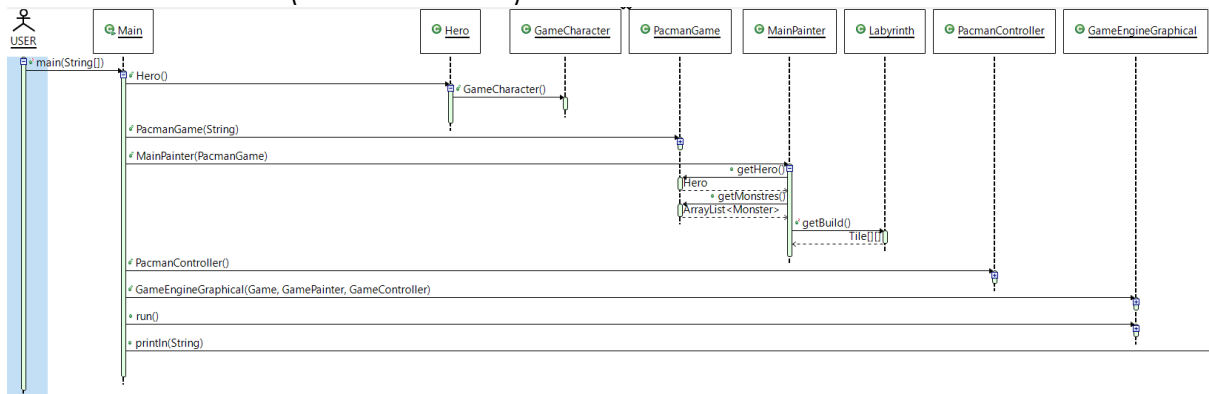 USER
Main
Hero
GameCharacter
PacmanGame
MainPainter
Labyrinth
PacmanController
GameEngineGraphical
main(String[])
Hero()
GameCharacter()
PacmanGame(String)
MainPainter(PacmanGame)
getHero()
Hero
getMonstres()
ArrayList<Monster>
getBuild()
Tile[][]
PacmanController()
GameEngineGraphical(Game, GamePainter, GameController)
run()
println(String)